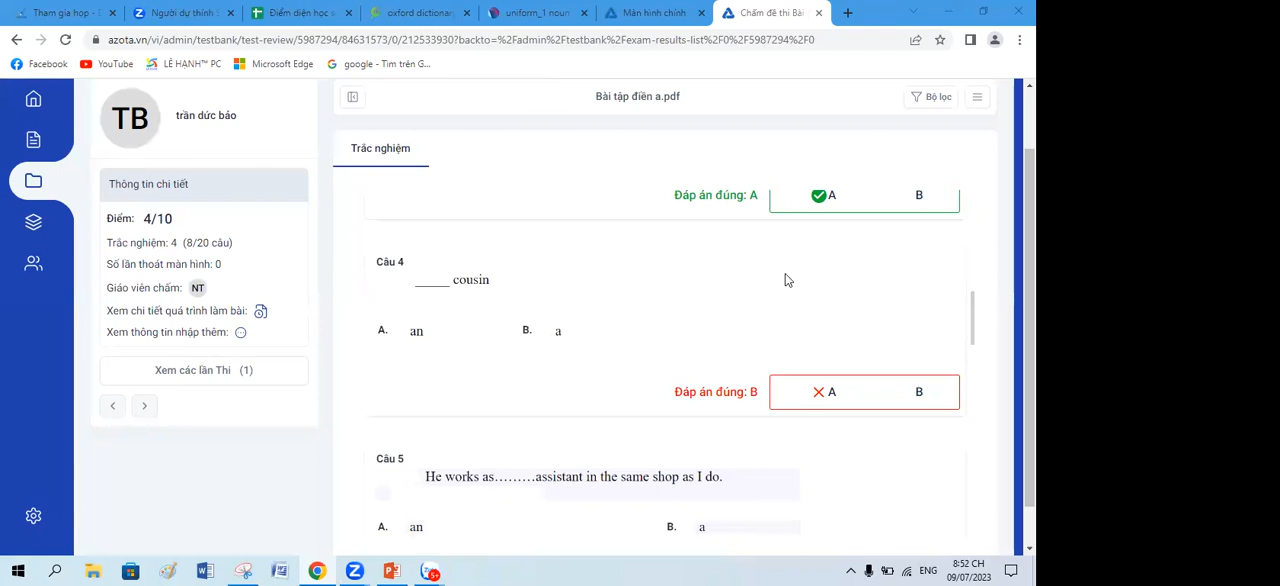 Tham gia họp -
Người dự thính
Điểm diện học s
oxford dictionar
uniform_1 noun
Màn hình chính
Chấm đề thi Bài
azota.vn/vi/admin/testbank/test-review/5987294/84631573/0/212533930?backto=%2Fadmin%2Ftestbank%2Fexam-results-list%2F0%2F5987294%2F0
Facebook
YouTube
LÊ HẠNH™ PC
Microsoft Edge
google - Tìm trên G...
TB
trần dức bảo
Bài tập điền a.pdf
Bộ lọc
Thông tin chi tiết
Điểm: 4/10
Trắc nghiệm: 4 (8/20 câu)
Số lần thoát màn hình: 0
Giáo viên chấm: NT
Xem chi tiết quá trình làm bài:
Xem thông tin nhập thêm:
Xem các lần Thi (1)
Trắc nghiệm
Đáp án đúng: A A B
Câu 4
_____ cousin
A. an B. a
Đáp án đúng: B A B
Câu 5
He works as………assistant in the same shop as I do.
A. an B. a
ENG
8:52 CH
09/07/2023